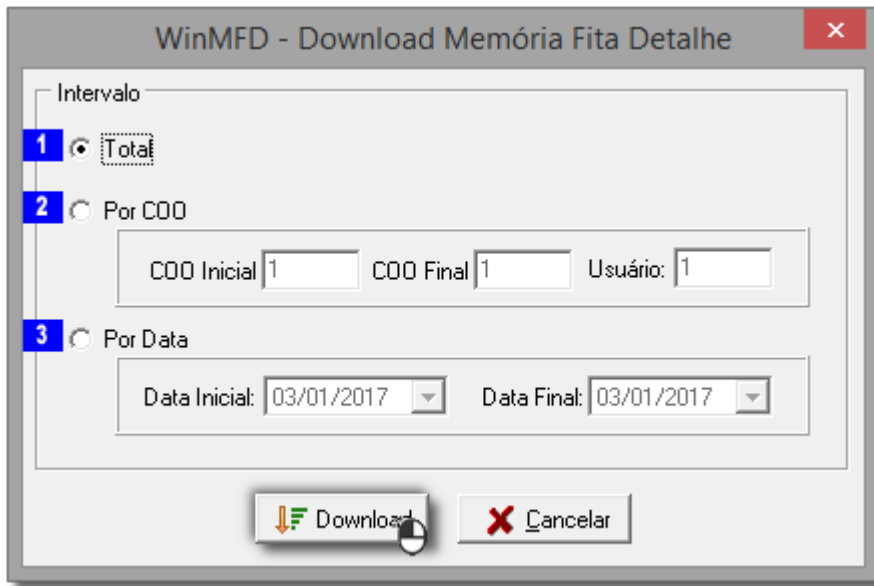 WinMFD - Download Memória Fita Detalhe
Intervalo
1 Total
2 Por COO
COO Inicial 1 COO Final 1 Usuário: 1
3 Por Data
Data Inicial: 03/01/2017 Data Final: 03/01/2017
Download Cancelar